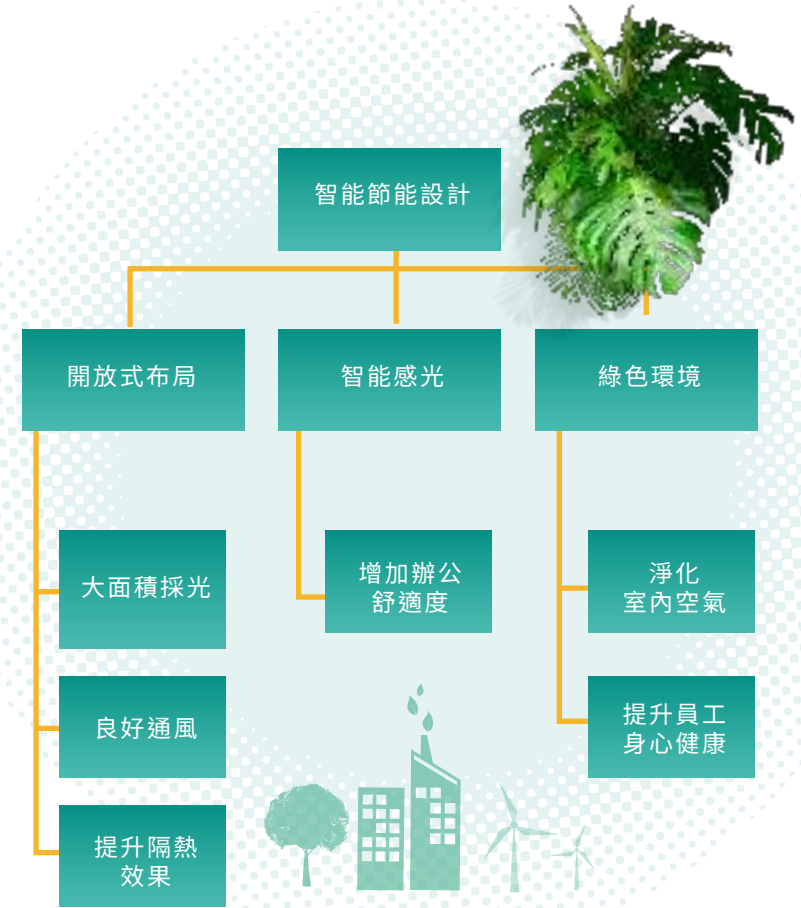 智能節能設計
開放式布局
智能感光
綠色環境
大面積採光
良好通風
提升隔熱
效果
增加辦公
舒適度
淨化
室內空氣
提升員工
身心健康